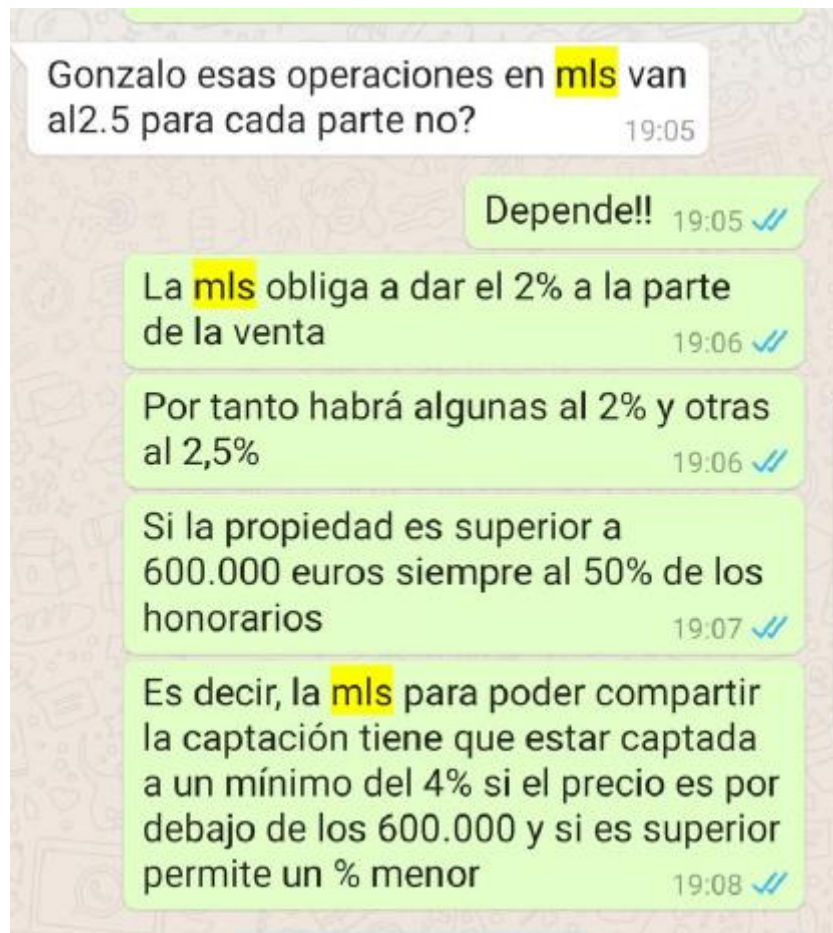 Gonzalo esas operaciones en mls van
al2.5 para cada parte no?
19:05
Depende!! 19:05
La mls obliga a dar el 2% a la parte
de la venta
19:06
Por tanto habrá algunas al 2% y otras
al 2,5%
19:06
Si la propiedad es superior a
600.000 euros siempre al 50% de los
honorarios
19:07
Es decir, la mls para poder compartir
la captación tiene que estar captada
a un mínimo del 4% si el precio es por
debajo de los 600.000 y si es superior
permite un % menor
19:08